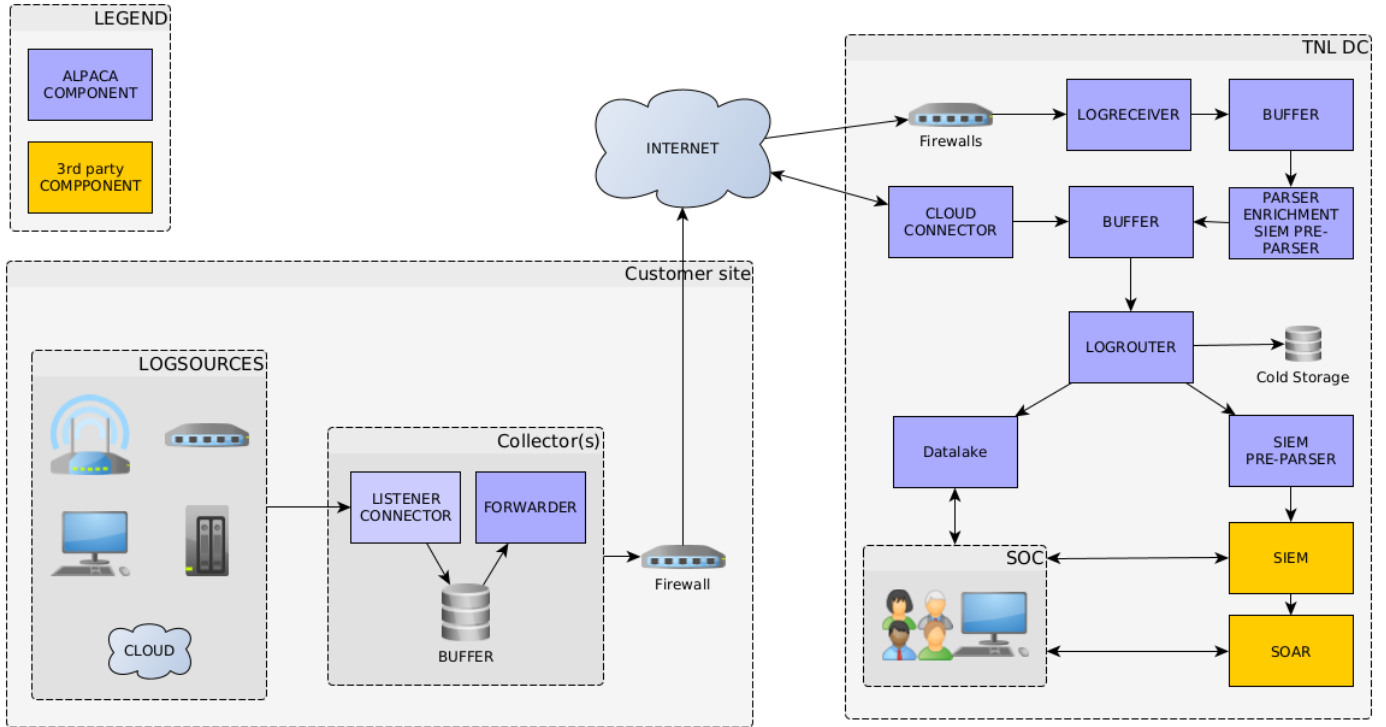 LEGEND
ALPACA
COMPONENT
3rd party
COMPPONENT
Customer site
LOGSOURCES
CLOUD
Collector(s)
LISTENER
CONNECTOR
FORWARDER
BUFFER
Firewall
INTERNET
TNL DC
Firewalls
LOGRECEIVER
BUFFER
CLOUD
CONNECTOR
BUFFER
PARSER
ENRICHMENT
SIEM PRE-
PARSER
LOGROUTER
Cold Storage
Datalake
SIEM
PRE-PARSER
SOC
SIEM
SOAR